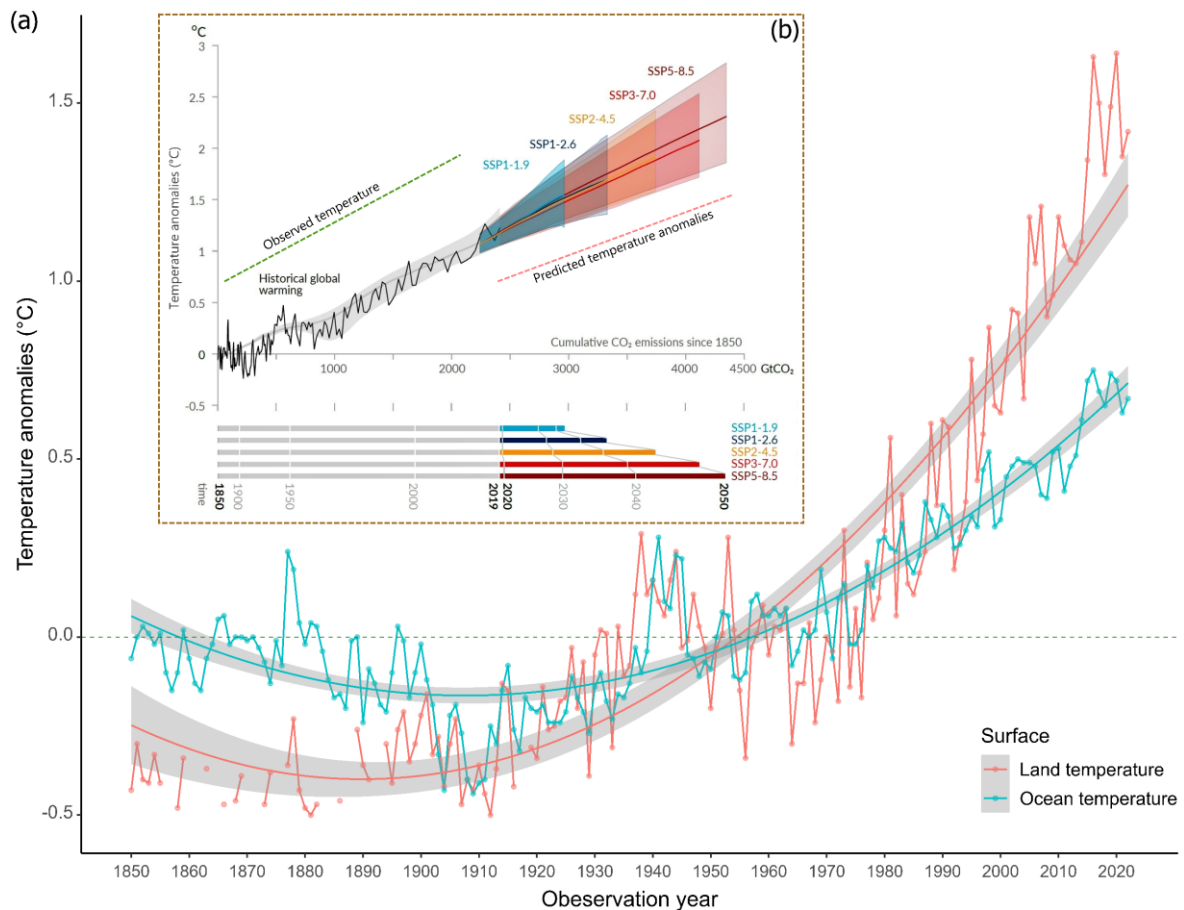 (a)
(b)
°C
Temperature anomalies (°C)
3
2.5
2
1.5
1
0.5
0
-0.5
SSP5-8.5
SSP3-7.0
SSP2-4.5
SSP1-2.6
SSP1-1.9
Observed temperature
Historical global
warming
Predicted temperature anomalies
Cumulative CO₂ emissions since 1850
1000
2000
3000
4000
4500
GtCO₂
SSP1-1.9
SSP1-2.6
SSP2-4.5
SSP3-7.0
SSP5-8.5
time
1850
1900
1950
2000
2019
2020
2030
2040
2050
Temperature anomalies (°C)
1.5
1.0
0.5
0.0
-0.5
Surface
Land temperature
Ocean temperature
1850 1860 1870 1880 1890 1900 1910 1920 1930 1940 1950 1960 1970 1980 1990 2000 2010 2020
Obeservation year